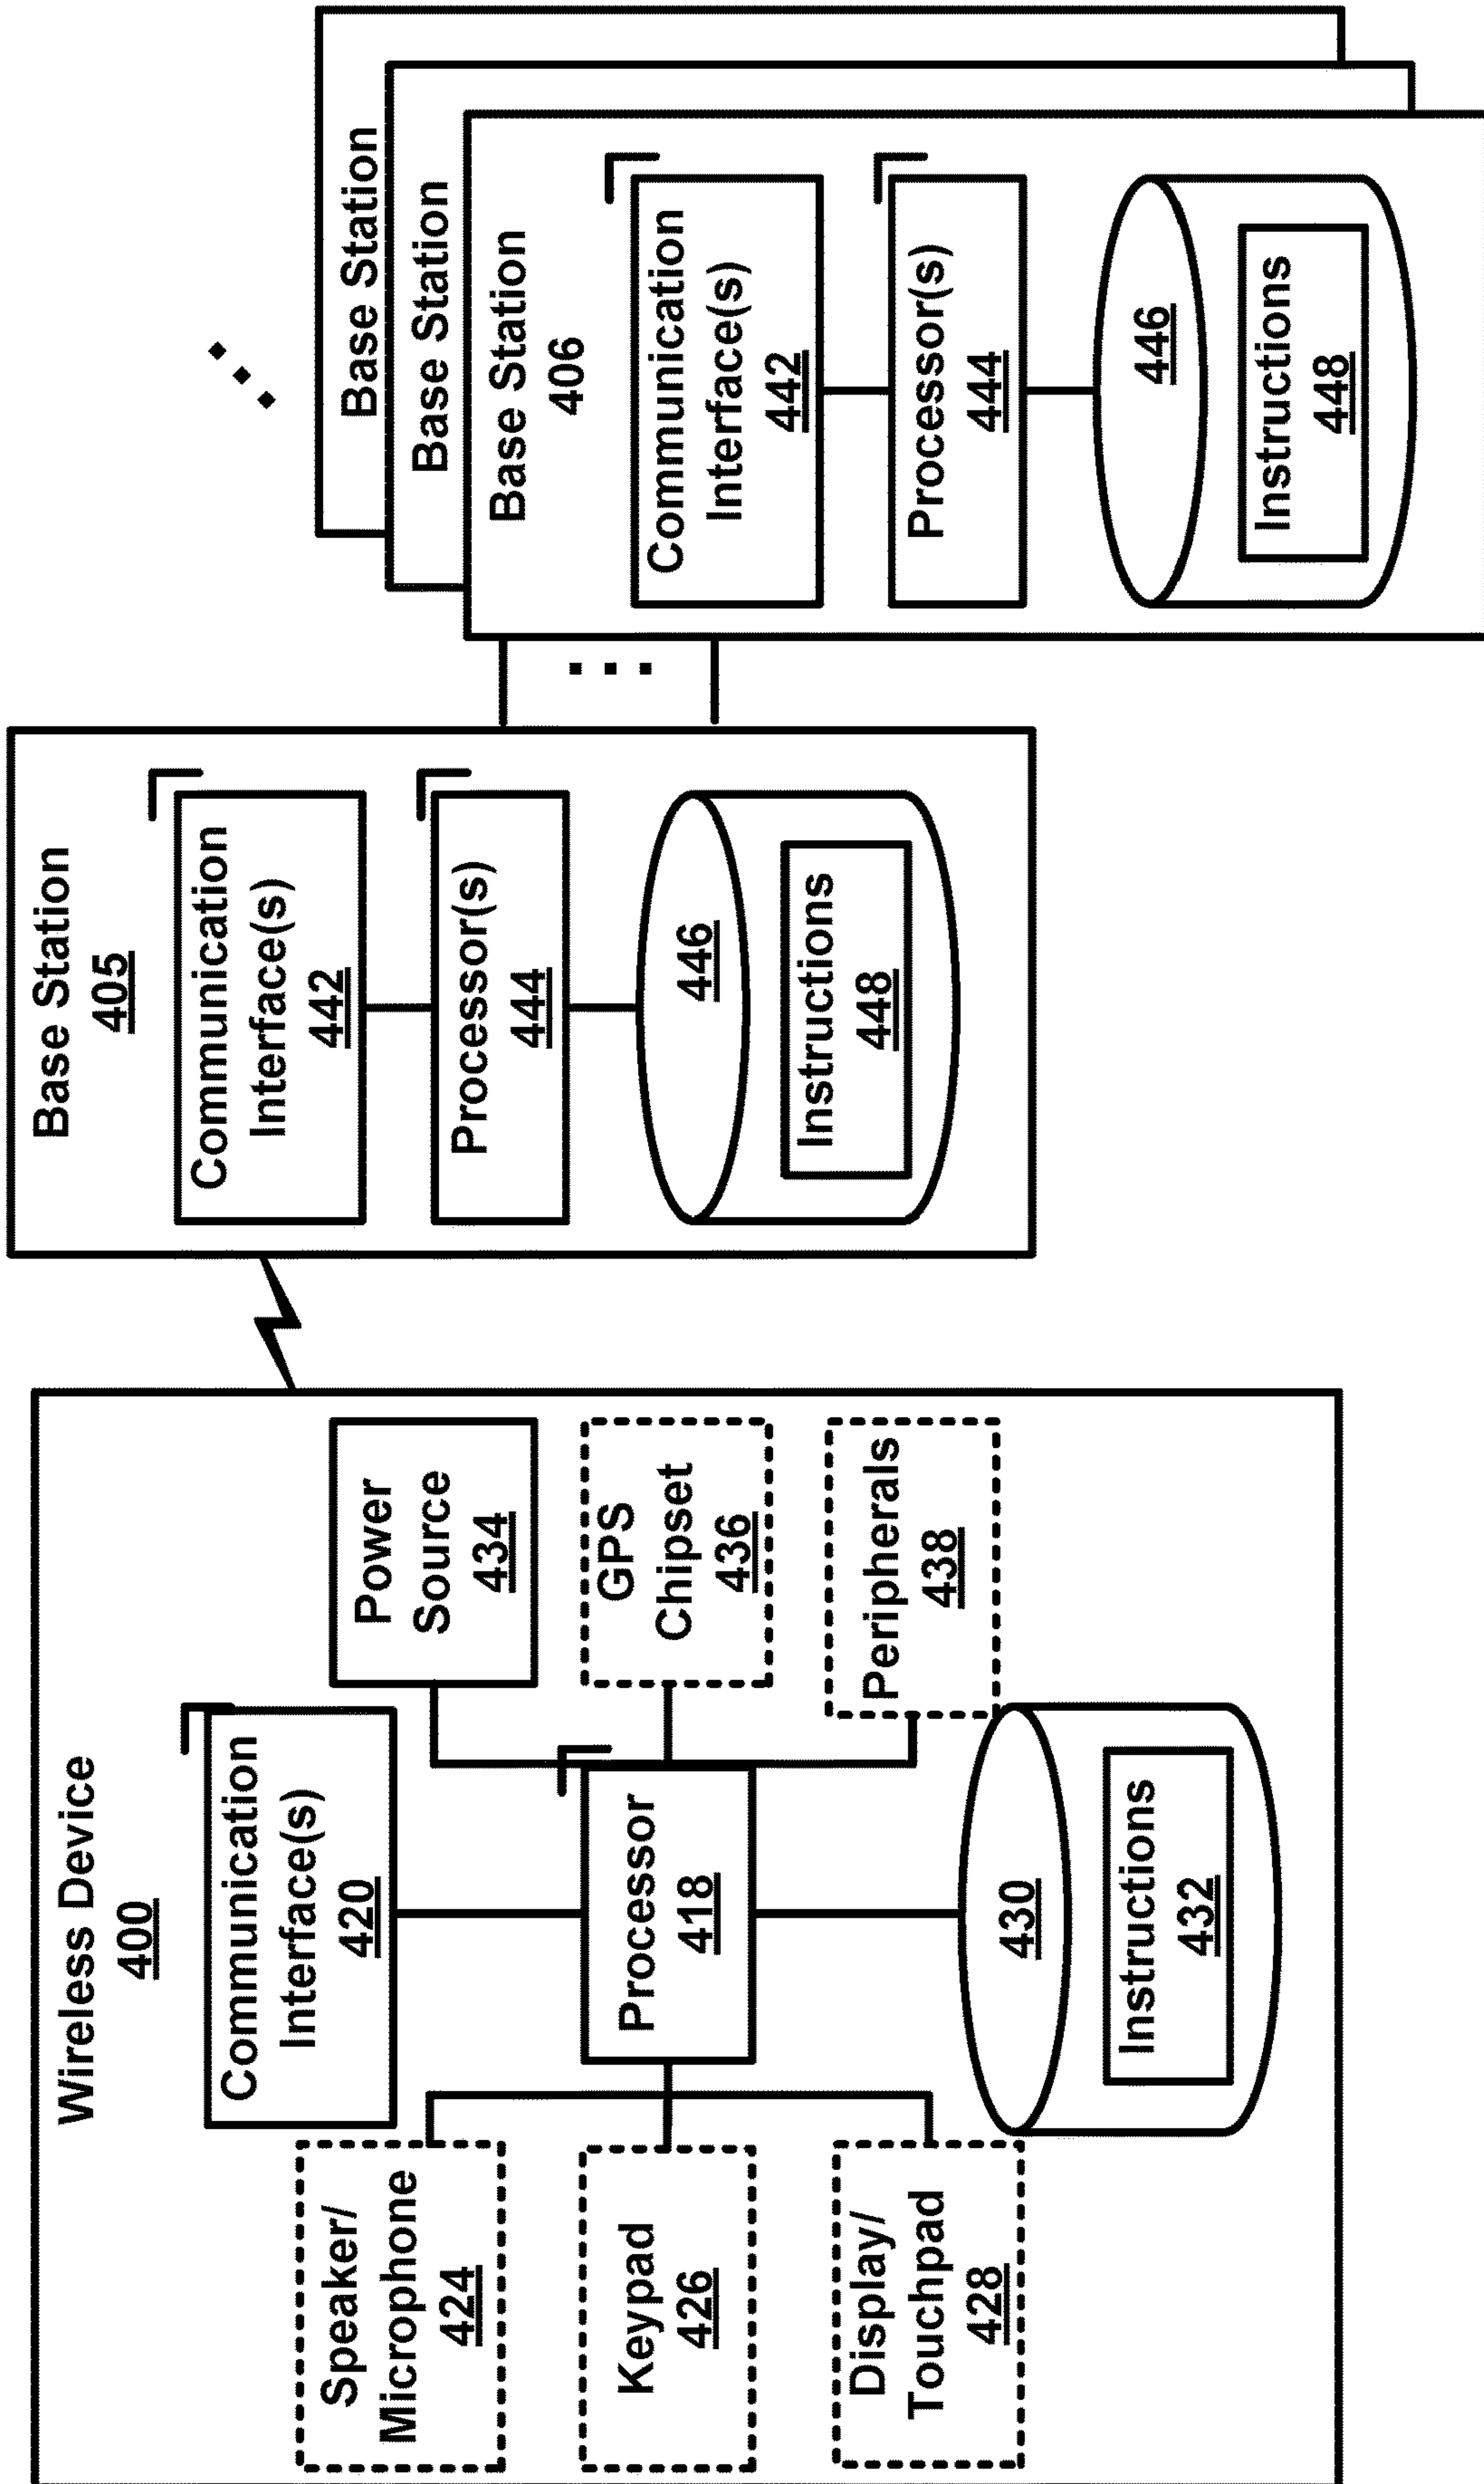 Wireless Device
400
Communication
Interface(s)
420
Speaker/
Microphone
424
Keypad
426
Display/
Touchpad
428
Processor
418
Power
Source
434
GPS
Chipset
436
Peripherals
438
430
Instructions
432
Base Station
405
Communication
Interface(s)
442
Processor(s)
444
446
Instructions
448
Base Station
Base Station
Base Station
406
Communication
Interface(s)
442
Processor(s)
444
446
Instructions
448